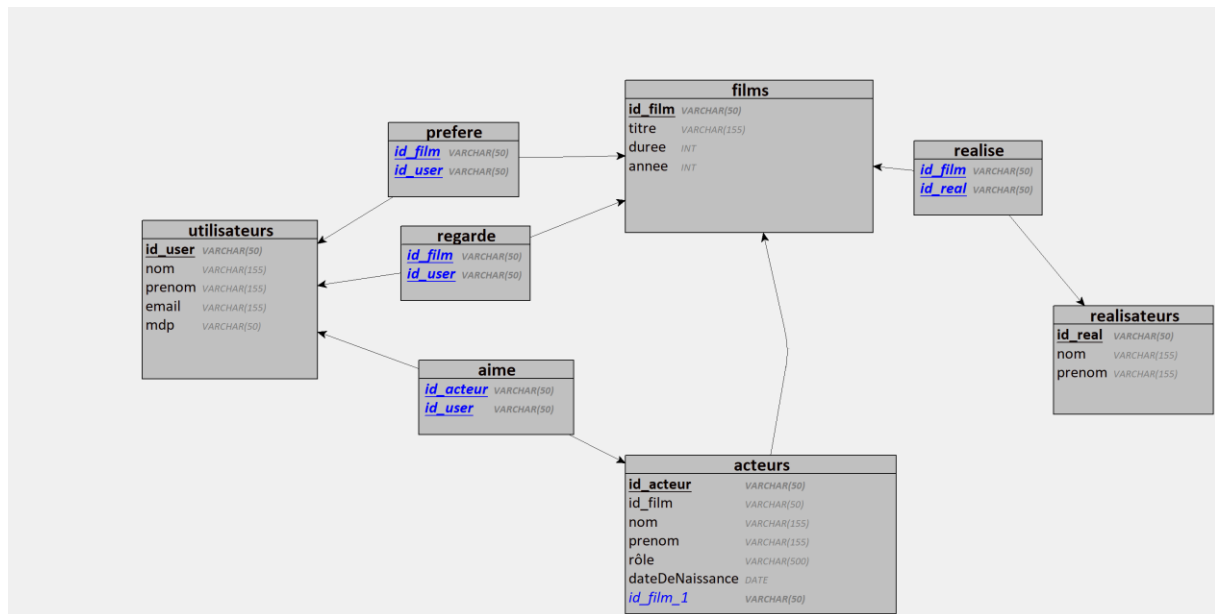 films
id_film VARCHAR(50)
titre VARCHAR(155)
duree INT
annee INT
prefere
id_film VARCHAR(50)
id_user VARCHAR(50)
realise
id_film VARCHAR(50)
id_real VARCHAR(50)
utilisateurs
id_user VARCHAR(50)
nom VARCHAR(155)
prenom VARCHAR(155)
email VARCHAR(155)
mdp VARCHAR(50)
regarde
id_film VARCHAR(50)
id_user VARCHAR(50)
realisateurs
id_real VARCHAR(50)
nom VARCHAR(155)
prenom VARCHAR(155)
aime
id_acteur VARCHAR(50)
id_user VARCHAR(50)
acteurs
id_acteur VARCHAR(50)
id_film VARCHAR(50)
nom VARCHAR(155)
prenom VARCHAR(155)
rôle VARCHAR(500)
dateDeNaissance DATE
id_film_1 VARCHAR(50)